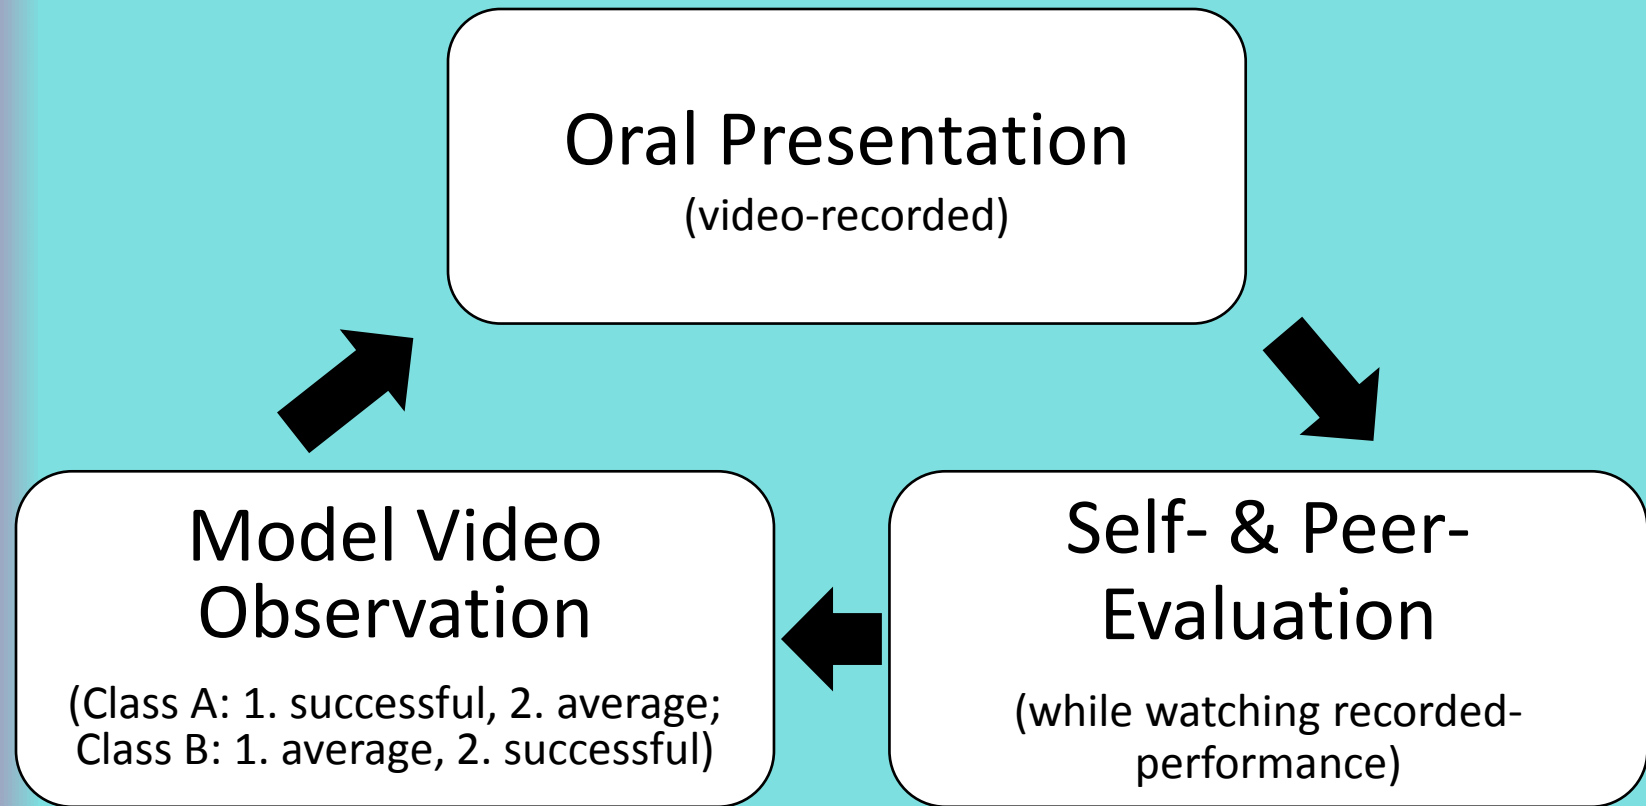 Oral Presentation
(video-recorded)
Model Video
Observation
(Class A: 1. successful, 2. average;
Class B: 1. average, 2. successful)
Self- & Peer-
Evaluation
(while watching recorded-
performance)